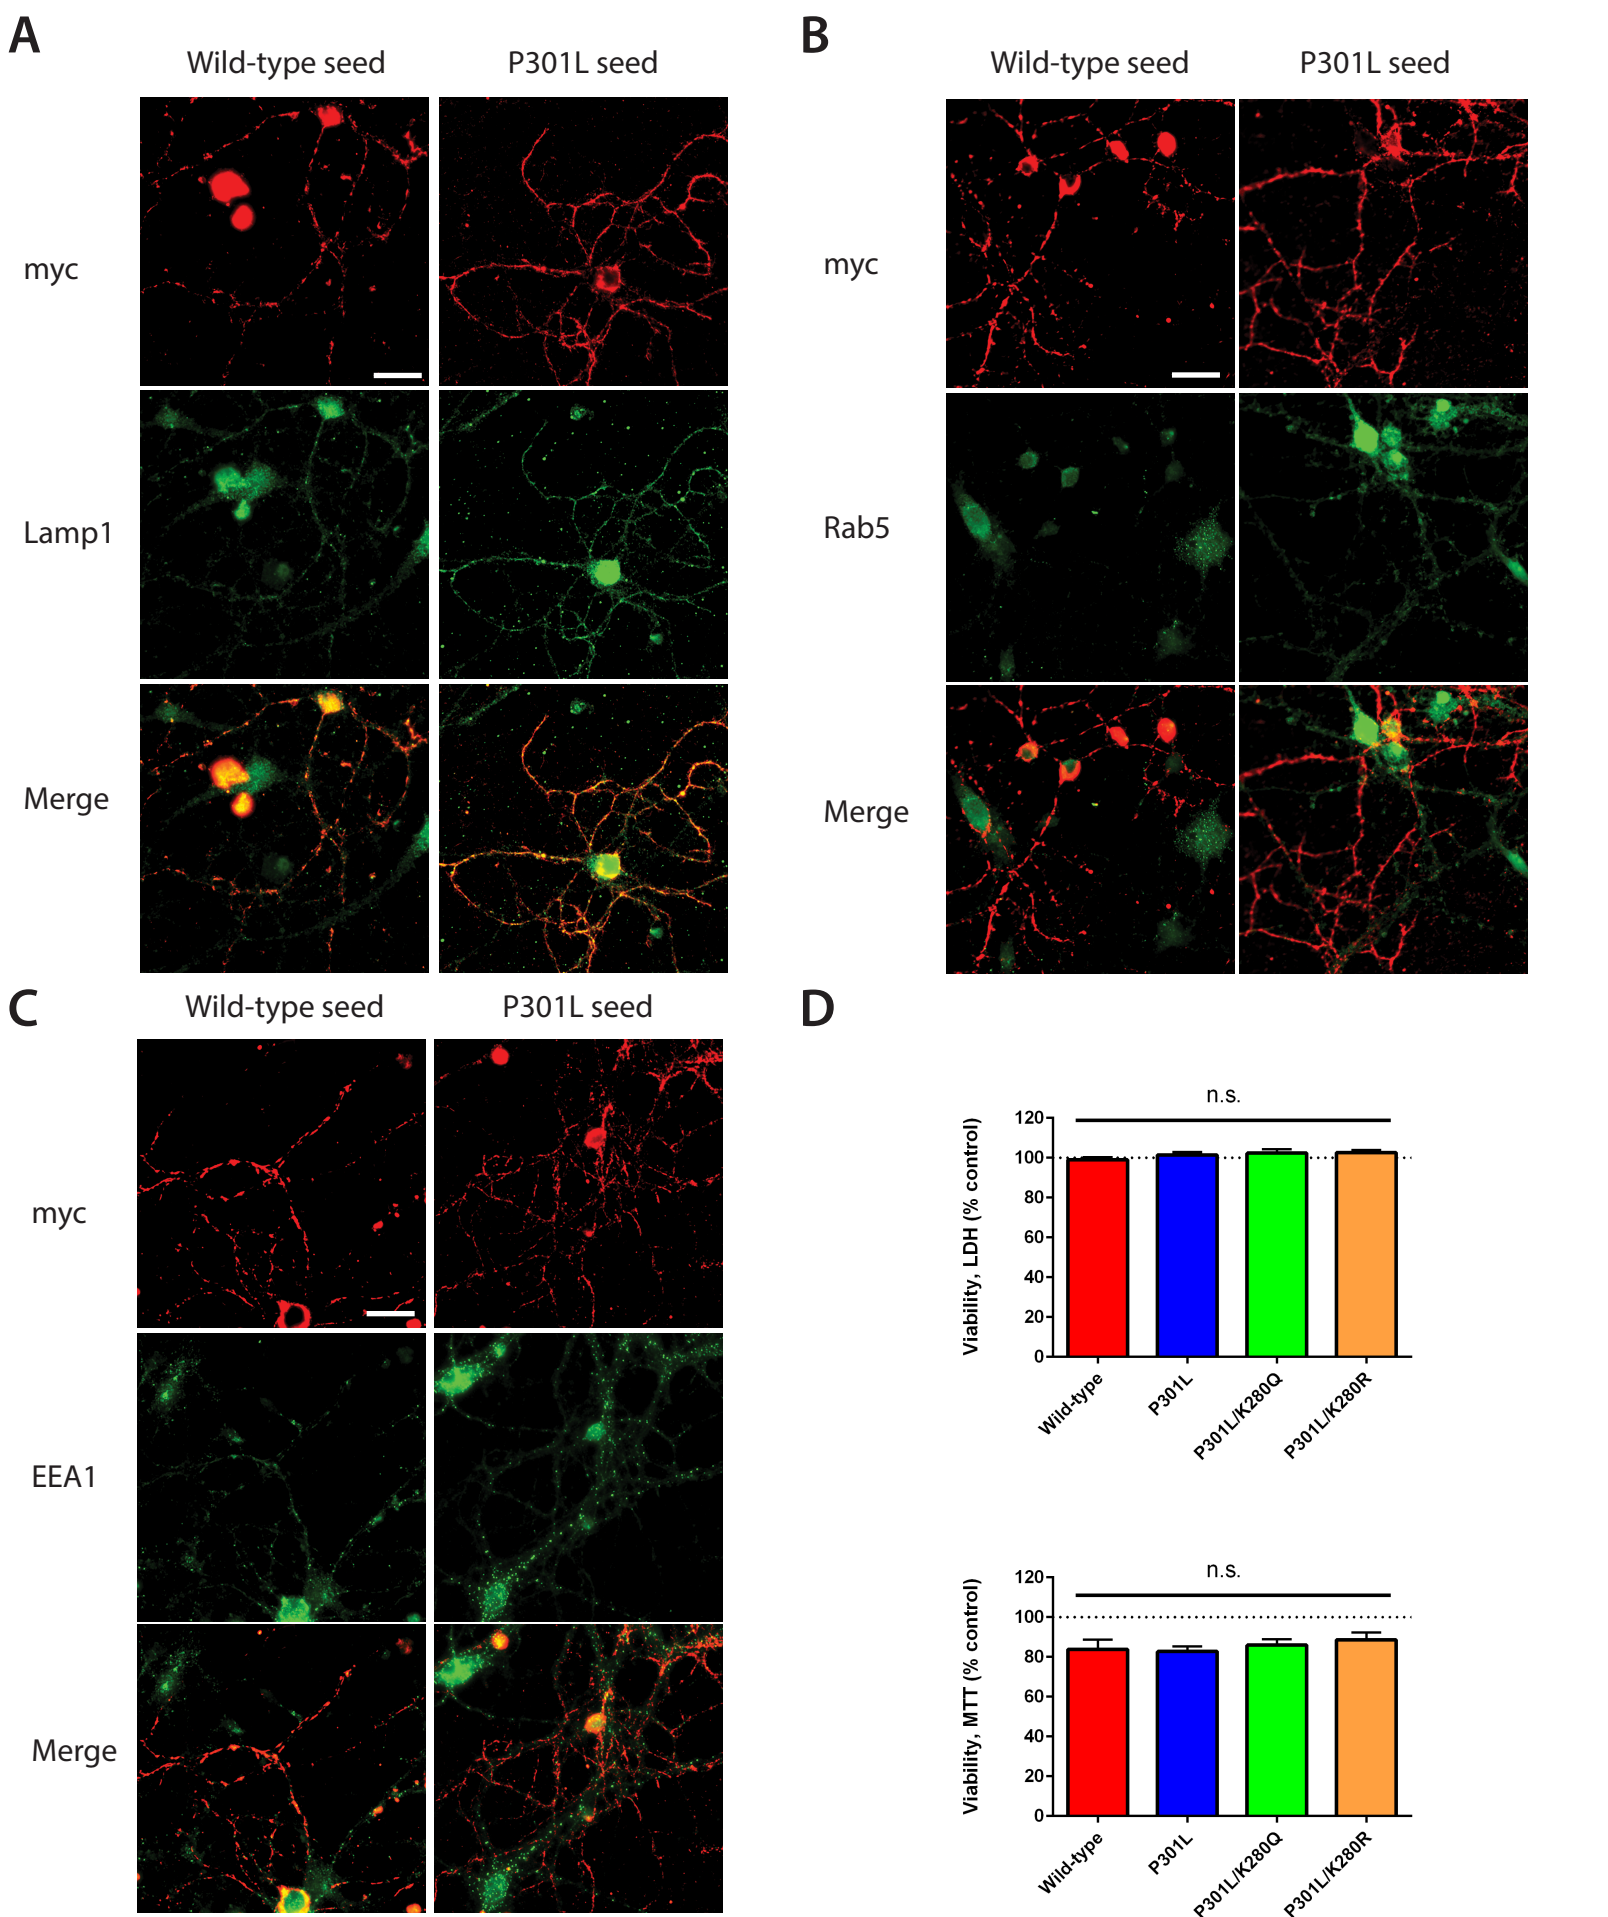 A
Wild-type seed
P301L seed
myc
Lamp1
Merge
B
Wild-type seed
P301L seed
myc
Rab5
Merge
C
Wild-type seed
P301L seed
myc
EEA1
Merge
D
n.s.
Viability, LDH (% control)
120
100
80
60
40
20
0
Wild-type
P301L
P301L/K280Q
P301L/K280R
n.s.
Viability, MTT (% control)
120
100
80
60
40
20
0
Wild-type
P301L
P301L/K280Q
P301L/K280R